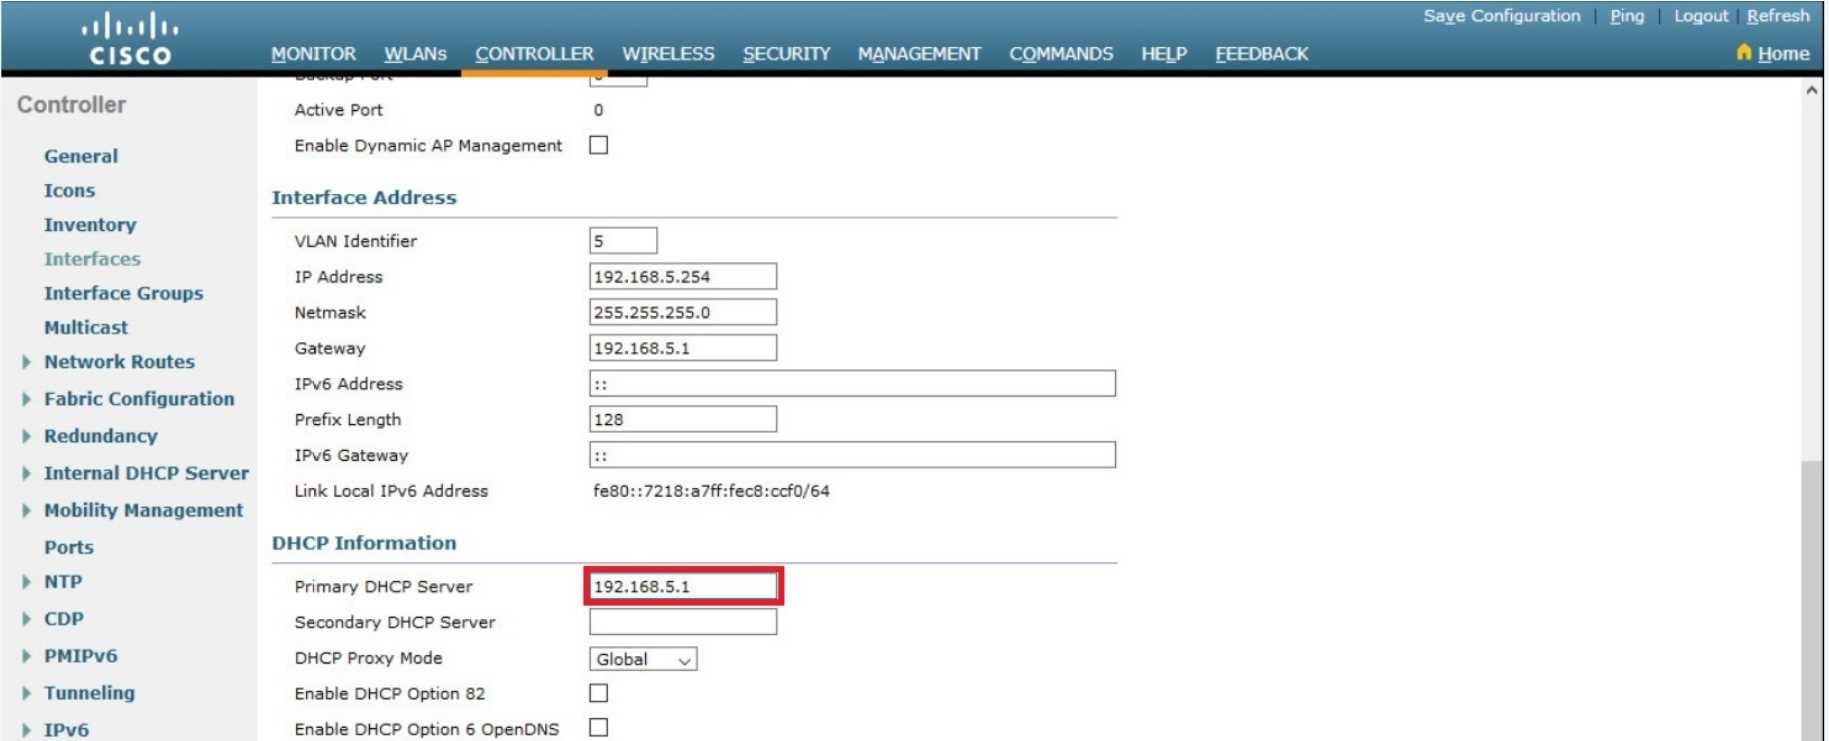 Save Configuration | Ping | Logout | Refresh
CISCO MONITOR WLANs CONTROLLER WIRELESS SECURITY MANAGEMENT COMMANDS HELP FEEDBACK Home
Controller
General
Icons
Inventory
Interfaces
Interface Groups
Multicast
Network Routes
Fabric Configuration
Redundancy
Internal DHCP Server
Mobility Management
Ports
NTP
CDP
PMIPv6
Tunneling
IPv6
Backup Port
Active Port 0
Enable Dynamic AP Management
Interface Address
VLAN Identifier 5
IP Address 192.168.5.254
Netmask 255.255.255.0
Gateway 192.168.5.1
IPv6 Address ::
Prefix Length 128
IPv6 Gateway ::
Link Local IPv6 Address fe80::7218:a7ff:fec8:ccf0/64
DHCP Information
Primary DHCP Server 192.168.5.1
Secondary DHCP Server
DHCP Proxy Mode Global
Enable DHCP Option 82
Enable DHCP Option 6 OpenDNS